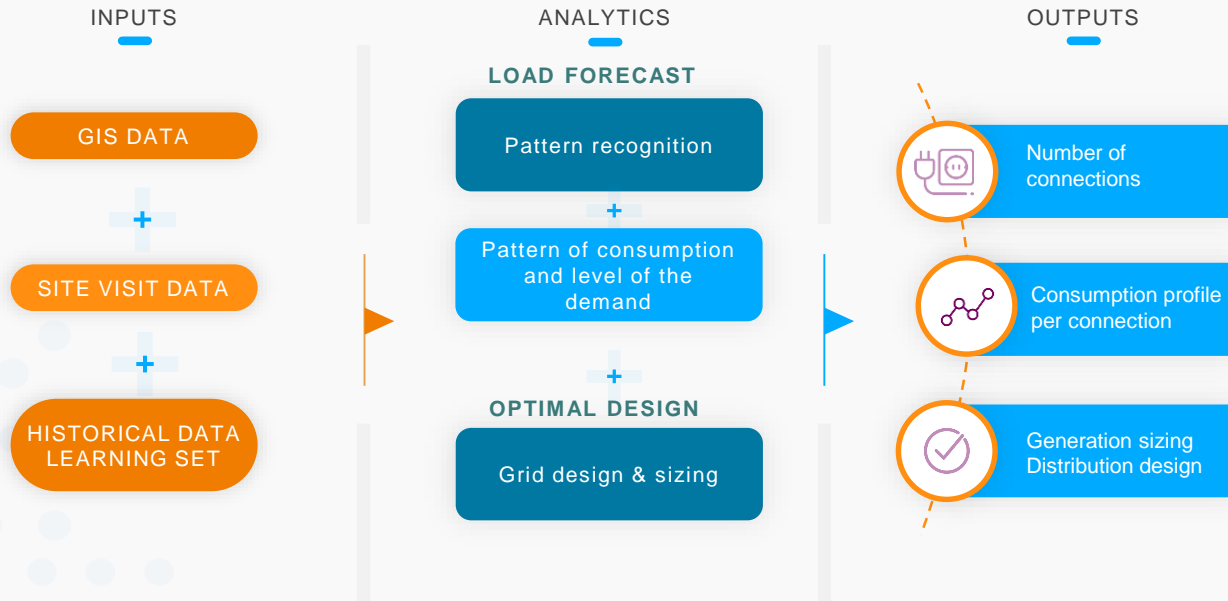 INPUTS
GIS DATA
+
SITE VISIT DATA
+
HISTORICAL DATA
LEARNING SET
ANALYTICS
LOAD FORECAST
Pattern recognition
+
Pattern of consumption
and level of the
demand
+
OPTIMAL DESIGN
Grid design & sizing
OUTPUTS
Number of
connections
Consumption profile
per connection
Generation sizing
Distribution design